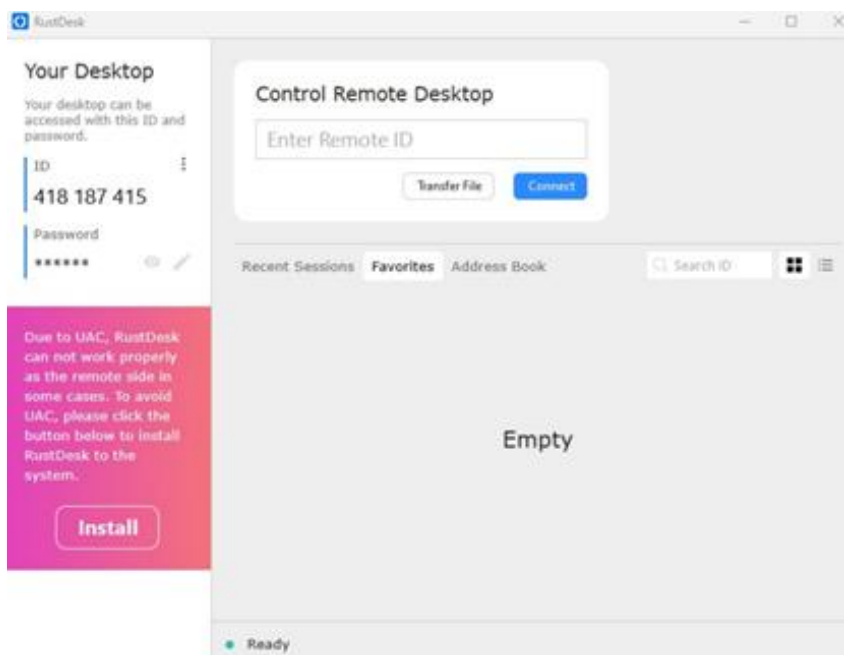 RustDesk
Your Desktop
Your desktop can be
accessed with this ID and
password.
ID
418 187 415
Password
******
Due to UAC, RustDesk
can not work properly
as the remote side in
some cases. To avoid
UAC, please click the
button below to install
RustDesk to the
system.
Install
Control Remote Desktop
Enter Remote ID
Transfer File
Connect
Recent Sessions Favorites Address Book Search ID
Empty
Ready